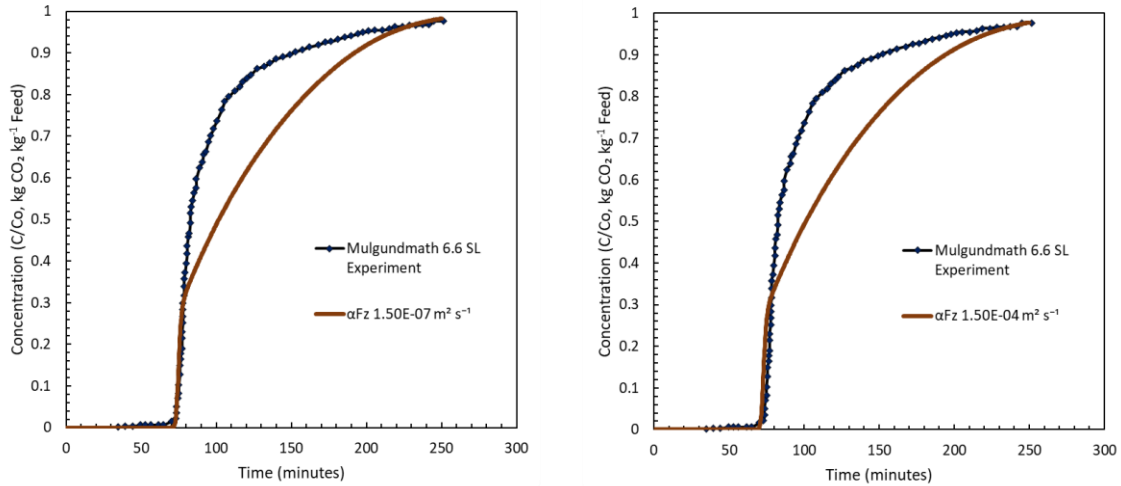 1
0.9
0.8
0.7
0.6
0.5
0.4
0.3
0.2
0.1
0
Concentration (C/Co, kg CO₂ kg⁻¹ Feed)
Mulgundmath 6.6 SL
Experiment
αFz 1.50E-07 m² s⁻¹
0 50 100 150 200 250 300
Time (minutes)
1
0.9
0.8
0.7
0.6
0.5
0.4
0.3
0.2
0.1
0
Concentration (C/Co, kg CO₂ kg⁻¹ Feed)
Mulgundmath 6.6 SL
Experiment
αFz 1.50E-04 m² s⁻¹
0 50 100 150 200 250 300
Time (minutes)